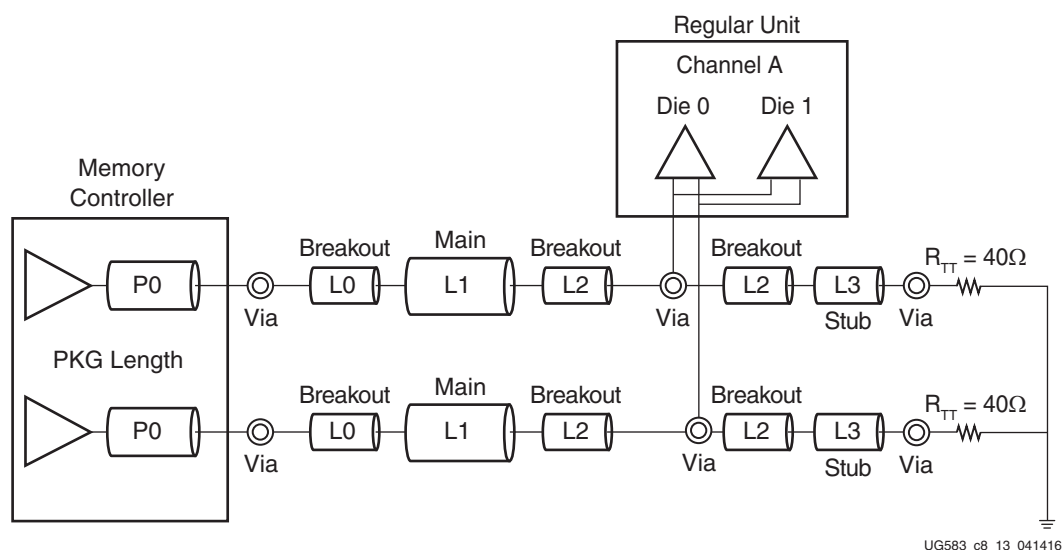 Regular Unit
Channel A
Die 0 Die 1
Memory
Controller
Breakout Main Breakout Breakout R_TT = 40Ω
P0 L0 L1 L2 L2 L3
Via Via Stub Via
PKG Length
Breakout Main Breakout Breakout R_TT = 40Ω
P0 L0 L1 L2 L2 L3
Via Via Stub Via
UG583_c8_13_041416